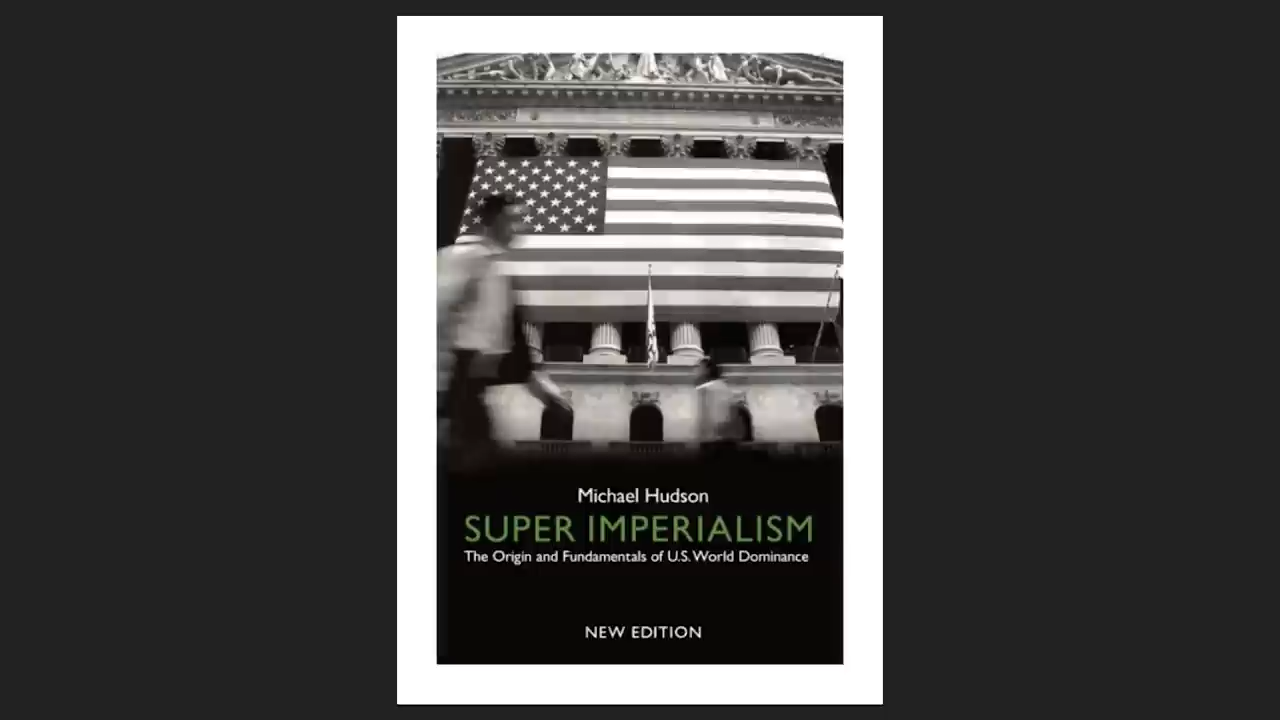 Michael Hudson
SUPER IMPERIALISM
The Origin and Fundamentals of U.S. World Dominance
NEW EDITION